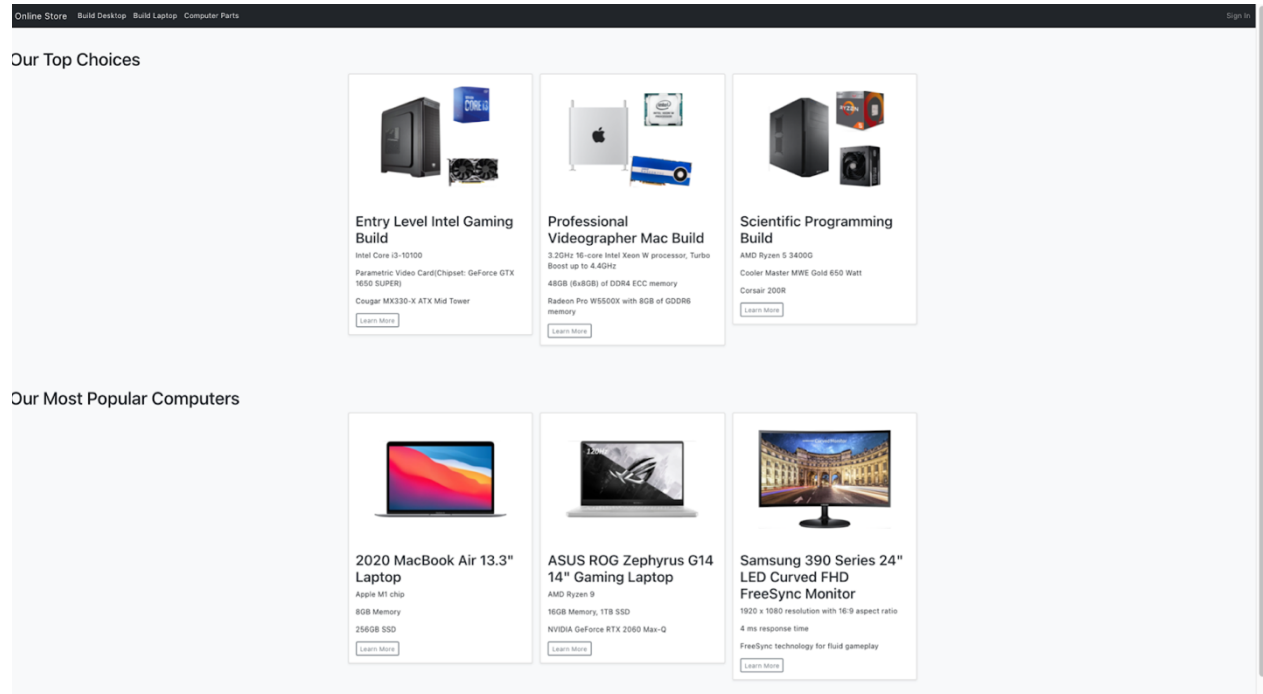 Online Store Build Desktop Build Laptop Computer Parts Sign In
Our Top Choices
CORE i3
RYZEN
Entry Level Intel Gaming
Build
Intel Core i3-10100
Parametric Video Card(Chipset: GeForce GTX
1650 SUPER)
Cougar MX330-X ATX Mid Tower
Learn More
Professional
Videographer Mac Build
3.2GHz 16-core Intel Xeon W processor, Turbo
Boost up to 4.4GHz
48GB (6x8GB) of DDR4 ECC memory
Radeon Pro W5500X with 8GB of GDDR6
memory
Learn More
Scientific Programming
Build
AMD Ryzen 5 3400G
Cooler Master MWE Gold 650 Watt
Corsair 200R
Learn More
Our Most Popular Computers
120Hz
2020 MacBook Air 13.3"
Laptop
Apple M1 chip
8GB Memory
256GB SSD
Learn More
ASUS ROG Zephyrus G14
14" Gaming Laptop
AMD Ryzen 9
16GB Memory, 1TB SSD
NVIDIA GeForce RTX 2060 Max-Q
Learn More
Samsung 390 Series 24"
LED Curved FHD
FreeSync Monitor
1920 x 1080 resolution with 16:9 aspect ratio
4 ms response time
FreeSync technology for fluid gameplay
Learn More